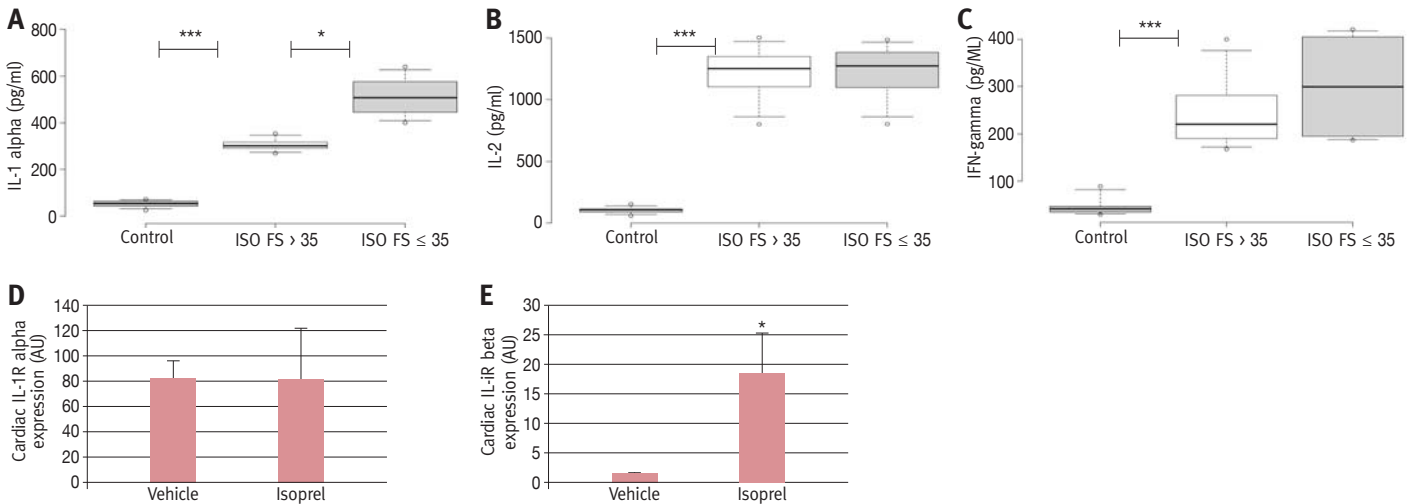 A
IL-1 alpha (pg/ml)
800
600
400
200
0
***
*
Control
ISO FS > 35
ISO FS ≤ 35
B
IL-2 (pg/ml)
1500
1000
500
0
***
Control
ISO FS > 35
ISO FS ≤ 35
C
IFN-gamma (pg/ML)
400
300
200
100
***
Control
ISO FS > 35
ISO FS ≤ 35
D
Cardiac IL-1R alpha
expression (AU)
140
120
100
80
60
40
20
0
Vehicle
Isoprel
E
Cardiac IL-iR beta
expression (AU)
30
25
20
15
10
5
0
*
Vehicle
Isoprel